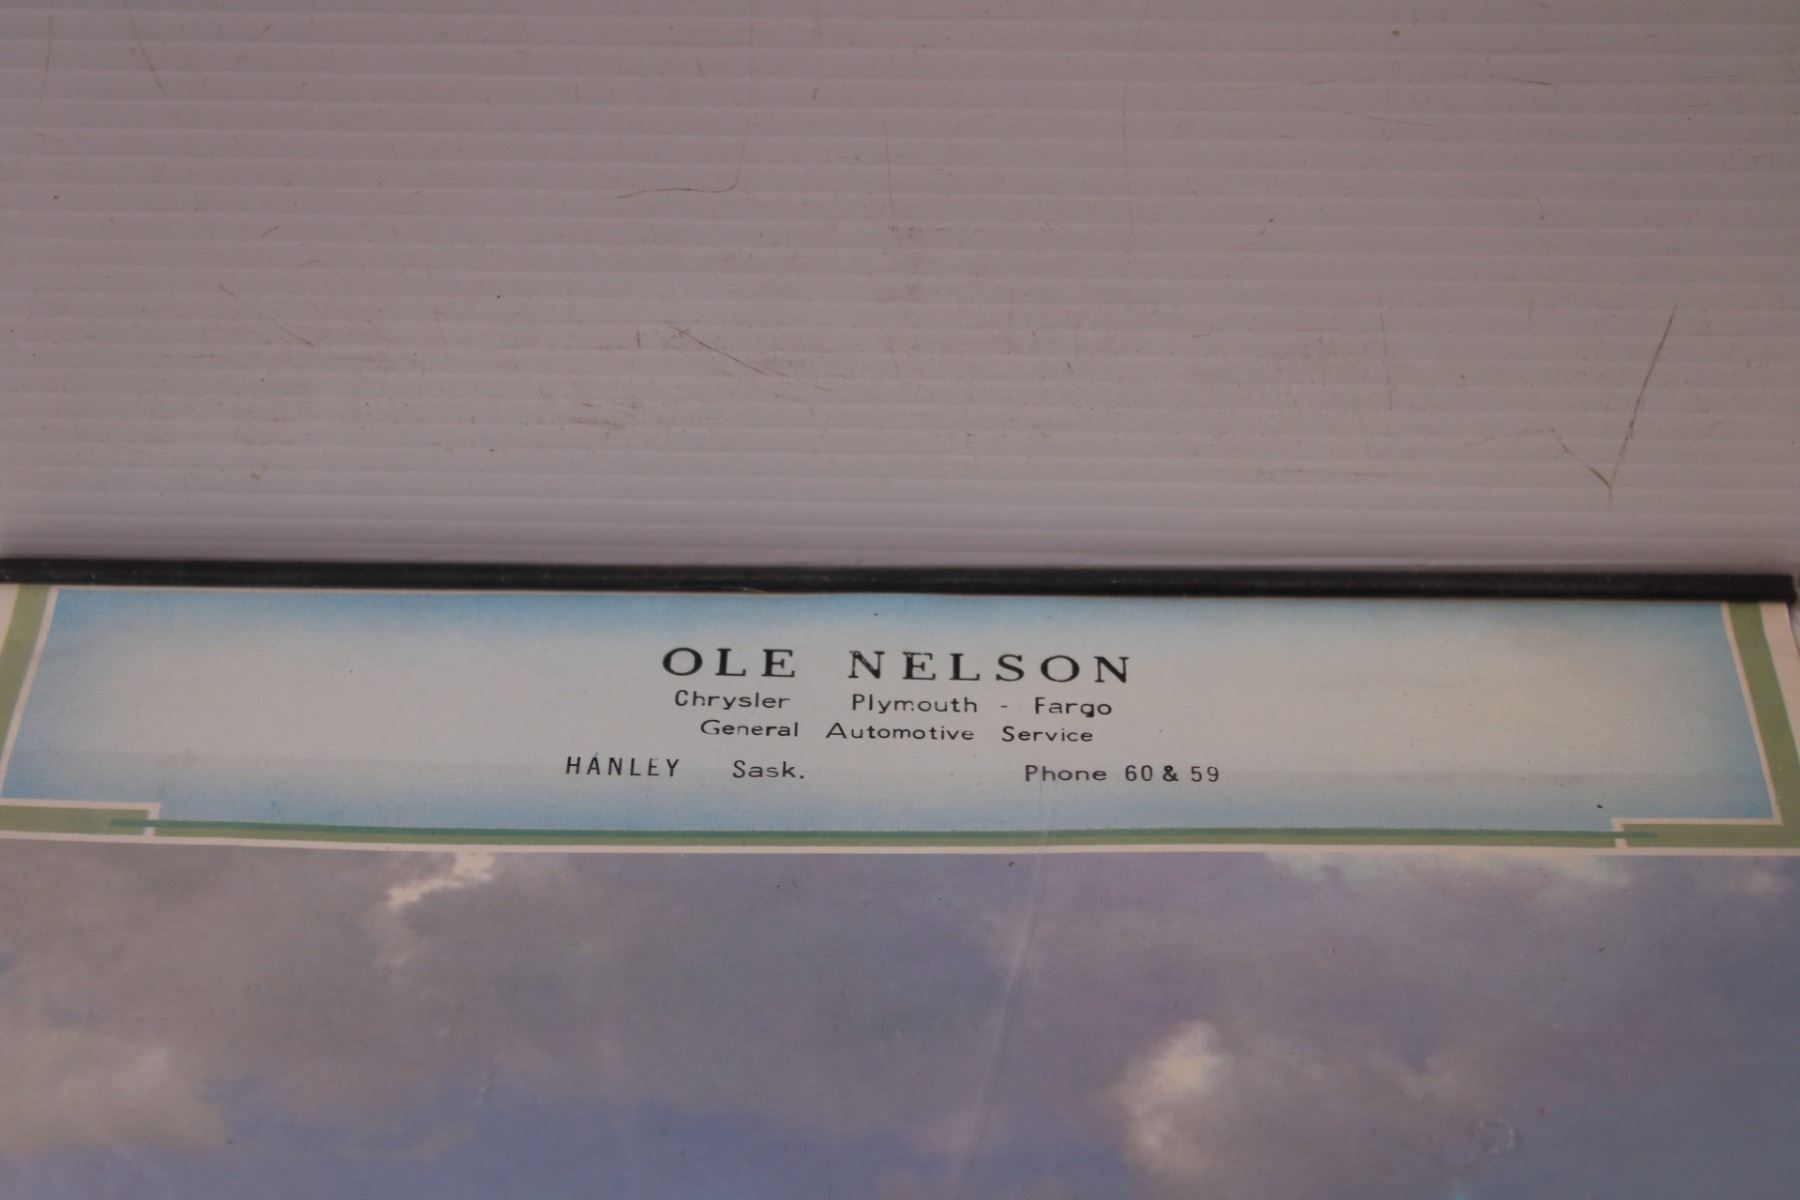 OLE NELSON
Chrysler Plymouth - Fargo
General Automotive Service
HANLEY Sask. Phone 60 & 59